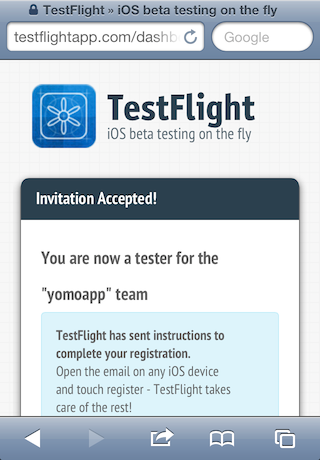 TestFlight » iOS beta testing on the fly
testflightapp.com/dashb
Google
TestFlight
iOS beta testing on the fly
Invitation Accepted!
You are now a tester for the
"yomoapp" team
TestFlight has sent instructions to
complete your registration.
Open the email on any iOS device
and touch register - TestFlight takes
care of the rest!